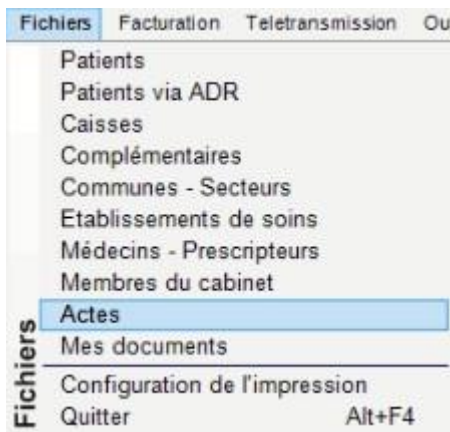 Fichiers Facturation Teletransmission Ou
Patients
Patients via ADR
Caisses
Complémentaires
Communes - Secteurs
Etablissements de soins
Médecins - Prescripteurs
Membres du cabinet
Actes
Mes documents
Configuration de l'impression
Quitter Alt+F4
Fichiers